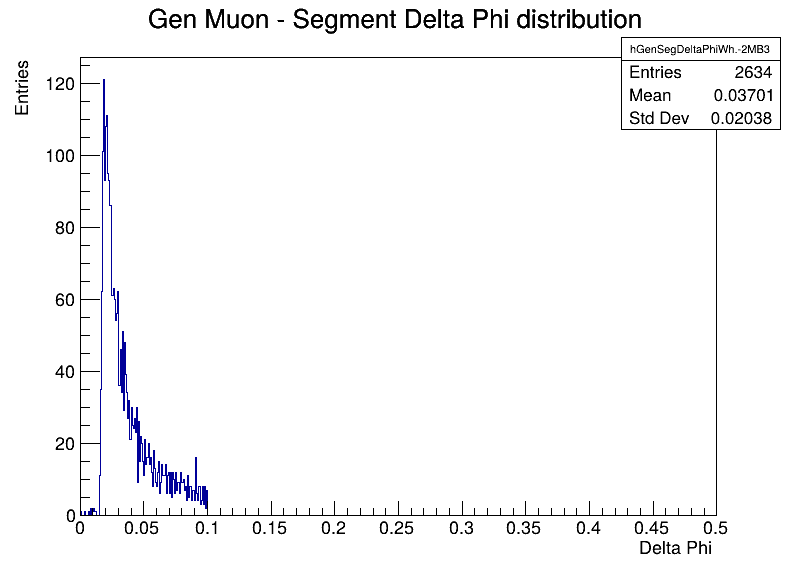 Gen Muon - Segment Delta Phi distribution
hGenSegDeltaPhiWh.-2MB3
Entries 2634
Mean 0.03701
Std Dev 0.02038
Entries
120
100
80
60
40
20
0
0 0.05 0.1 0.15 0.2 0.25 0.3 0.35 0.4 0.45 0.5
Delta Phi